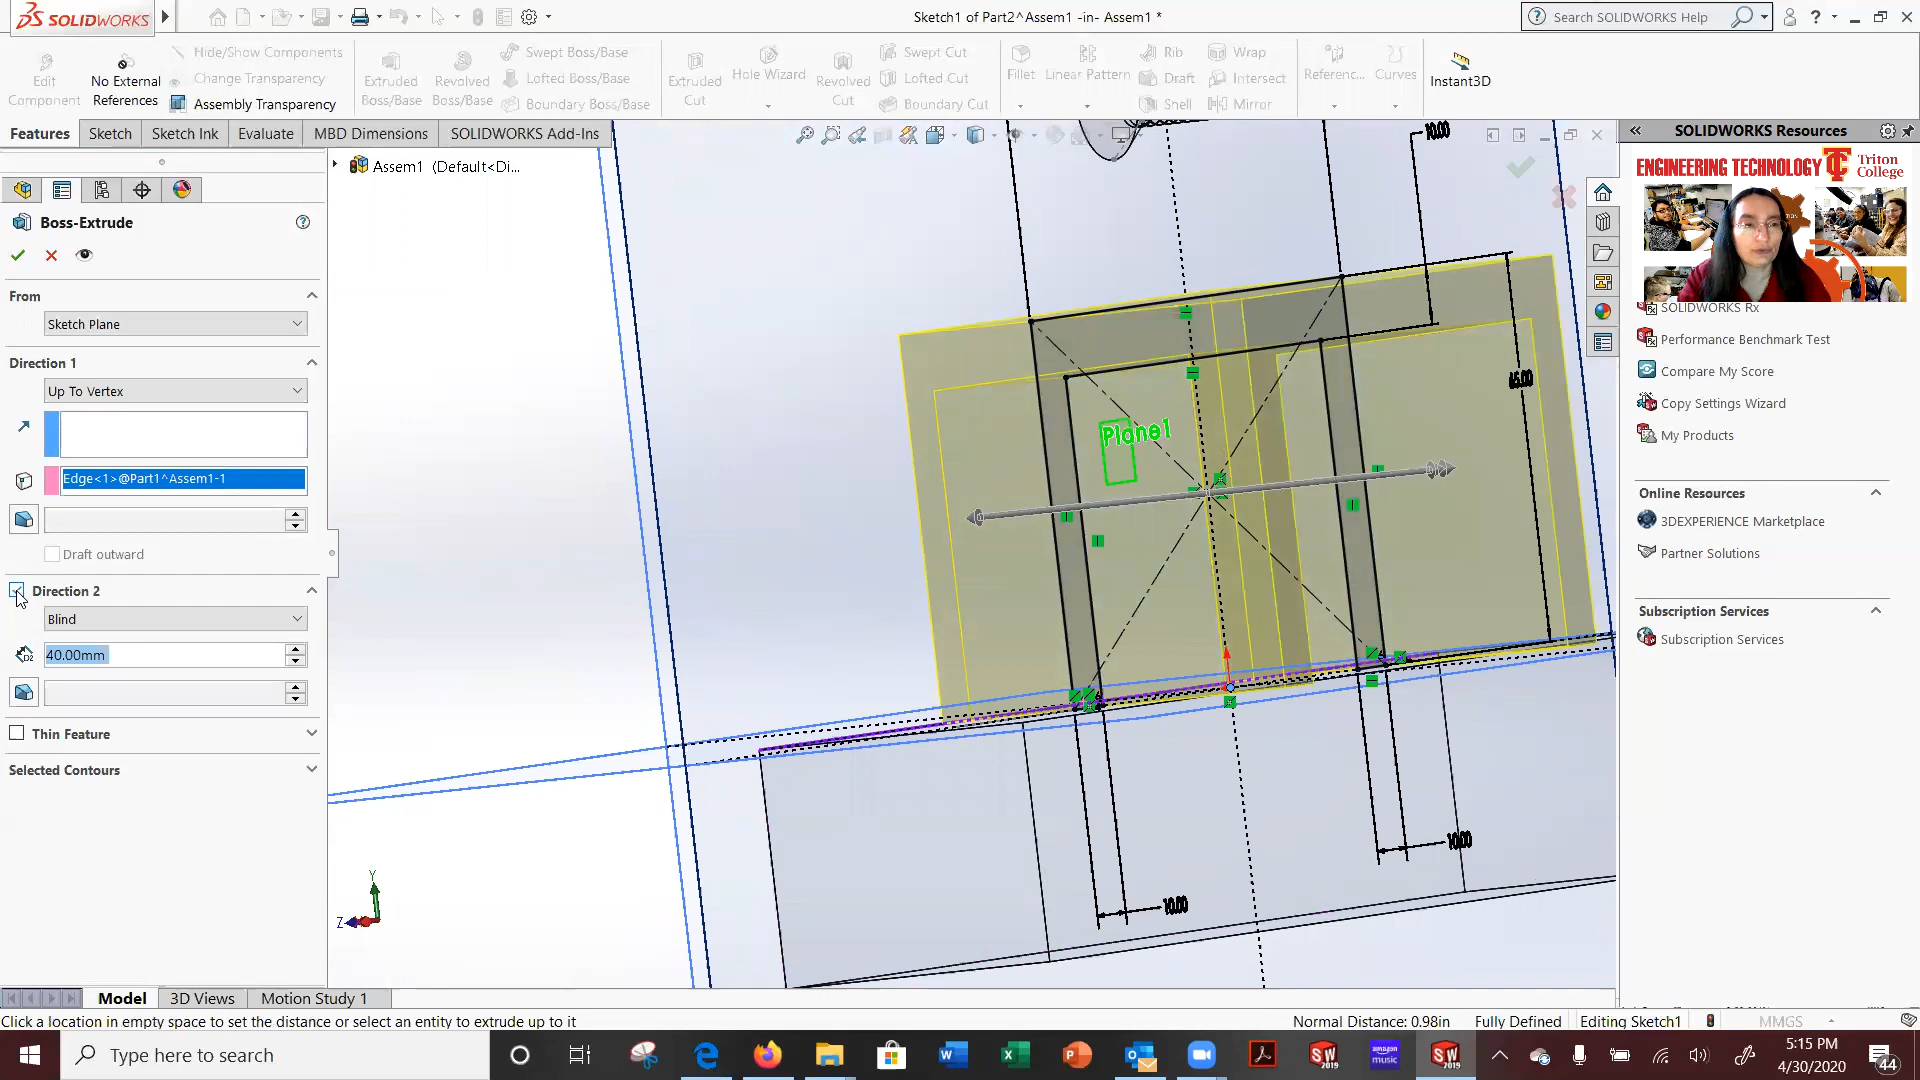 SOLIDWORKS
Sketch1 of Part2^Assem1 -in- Assem1 *
Search SOLIDWORKS Help
Edit Component
No External References
Hide/Show Components
Change Transparency
Assembly Transparency
Extruded Boss/Base
Revolved Boss/Base
Swept Boss/Base
Lofted Boss/Base
Boundary Boss/Base
Extruded Cut
Hole Wizard
Revolved Cut
Swept Cut
Lofted Cut
Boundary Cut
Fillet
Linear Pattern
Rib
Draft
Shell
Wrap
Intersect
Mirror
Referenc...
Curves
Instant3D
Features
Sketch
Sketch Ink
Evaluate
MBD Dimensions
SOLIDWORKS Add-Ins
SOLIDWORKS Resources
Assem1 (Default<Di...
Boss-Extrude
From
Sketch Plane
Direction 1
Up To Vertex
Edge<1>@Part1^Assem1-1
Draft outward
Direction 2
Blind
40.00mm
Thin Feature
Selected Contours
10.00
65.00
Plane1
10.00
10.00
Y
Z
ENGINEERING TECHNOLOGY
Triton College
SOLIDWORKS Rx
Performance Benchmark Test
Compare My Score
Copy Settings Wizard
My Products
Online Resources
3DEXPERIENCE Marketplace
Partner Solutions
Subscription Services
Subscription Services
Model
3D Views
Motion Study 1
Click a location in empty space to set the distance or select an entity to extrude up to it
Normal Distance: 0.98in
Fully Defined
Editing Sketch1
MMGS
Type here to search
amazon music
SW 2019
SW 2019
5:15 PM
4/30/2020
44